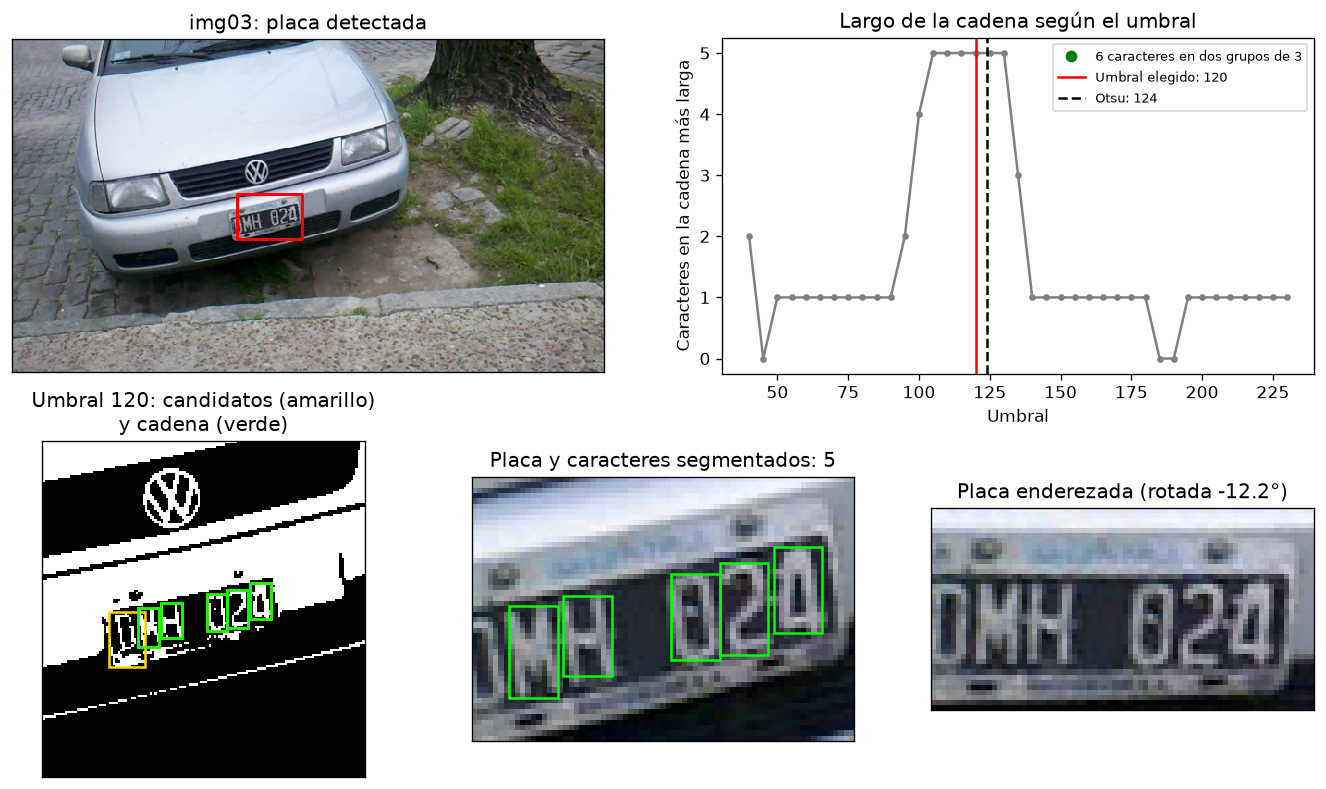 img03: placa detectada
DMH 024
Largo de la cadena según el umbral
Caracteres en la cadena más larga
5
4
3
2
1
0
6 caracteres en dos grupos de 3
Umbral elegido: 120
Otsu: 124
50 75 100 125 150 175 200 225
Umbral
Umbral 120: candidatos (amarillo)
y cadena (verde)
DMH 024
Placa y caracteres segmentados: 5
DMH 024
Placa enderezada (rotada -12.2°)
DMH 024